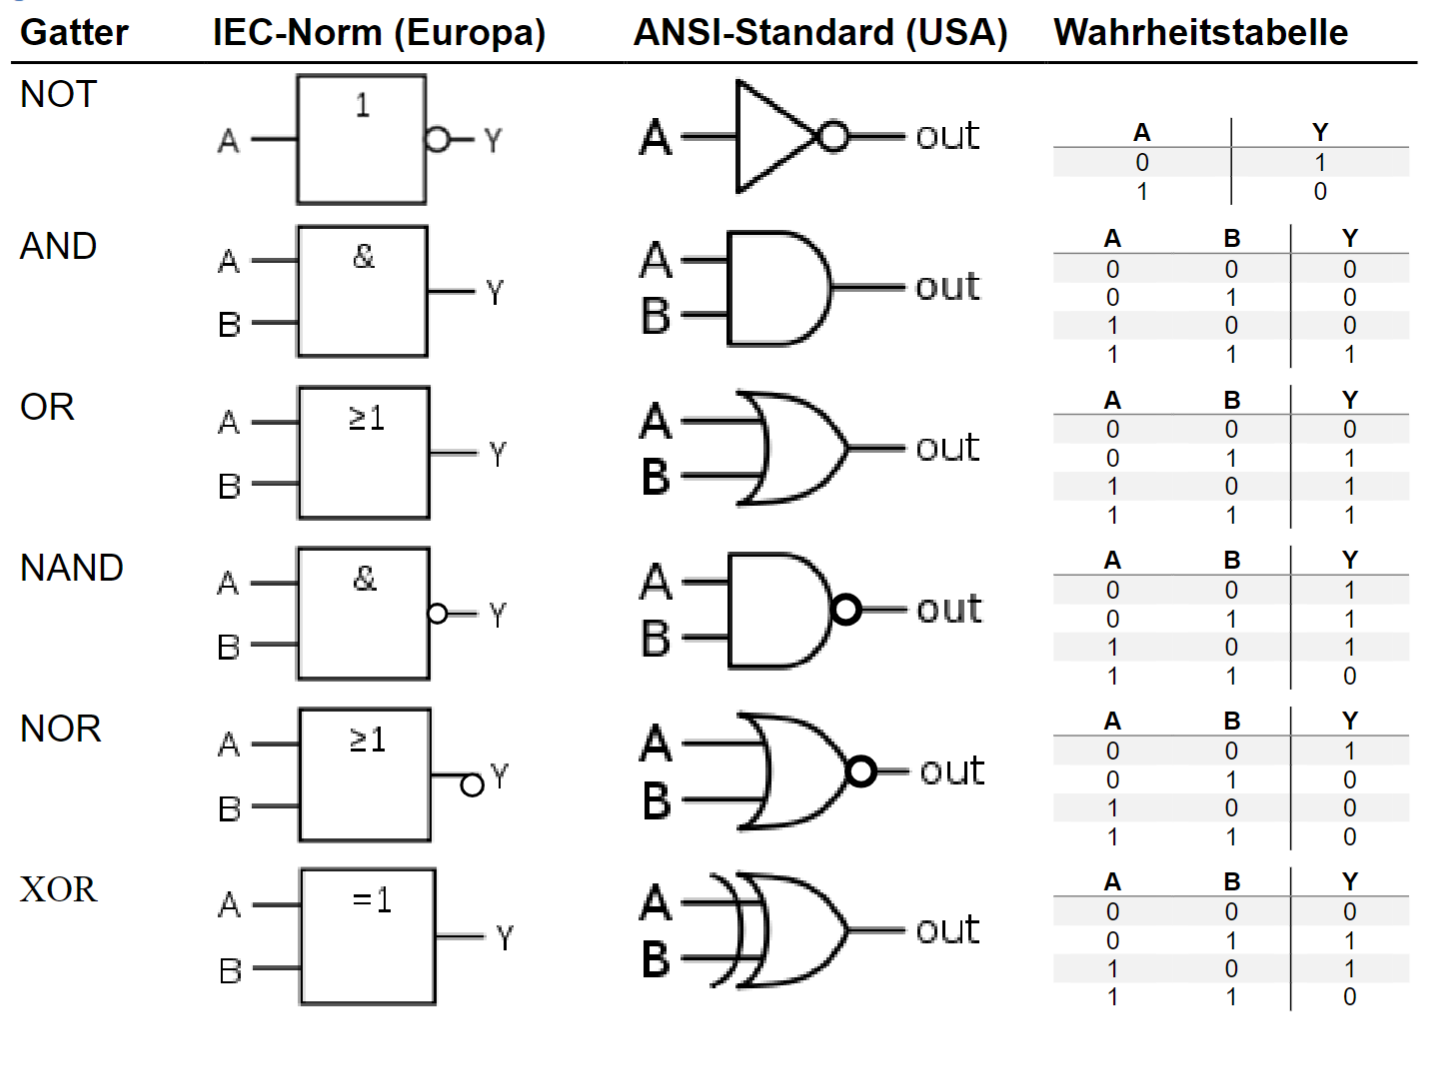 Gatter IEC-Norm (Europa) ANSI-Standard (USA) Wahrheitstabelle
NOT
1
A Y
A out
A Y
0 1
1 0
AND
&
A
B
Y
A
B
out
A B Y
0 0 0
0 1 0
1 0 0
1 1 1
OR
≥1
A
B
Y
A
B
out
A B Y
0 0 0
0 1 1
1 0 1
1 1 1
NAND
&
A
B
Y
A
B
out
A B Y
0 0 1
0 1 1
1 0 1
1 1 0
NOR
≥1
A
B
Y
A
B
out
A B Y
0 0 1
0 1 0
1 0 0
1 1 0
XOR
=1
A
B
Y
A
B
out
A B Y
0 0 0
0 1 1
1 0 1
1 1 0